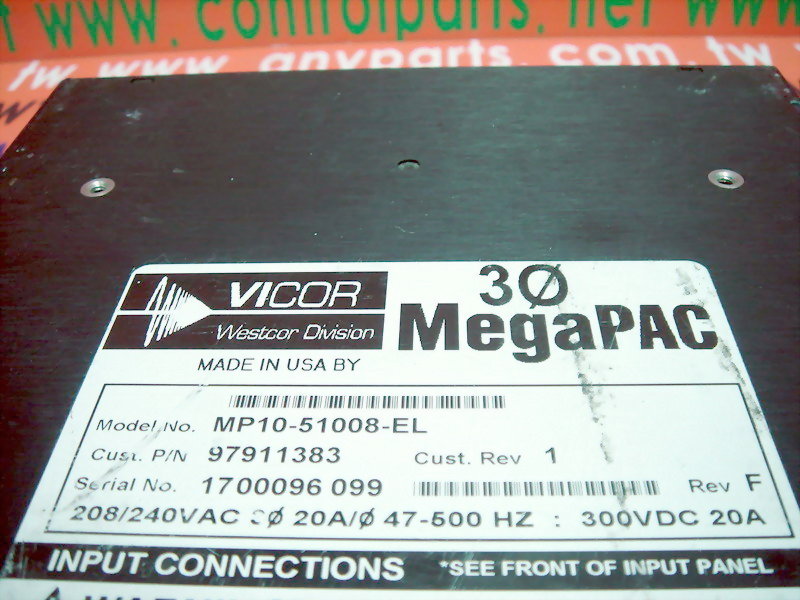 www.controlparts.net www
tw www.anyparts.com.tw
VICOR
Westcor Division
3Ø
MegaPAC
MADE IN USA BY
Model No. MP10-51008-EL
Cust. P/N 97911383 Cust. Rev 1
Serial No. 1700096 099 Rev F
208/240VAC 3Ø 20A/Ø 47-500 HZ : 300VDC 20A
INPUT CONNECTIONS *SEE FRONT OF INPUT PANEL